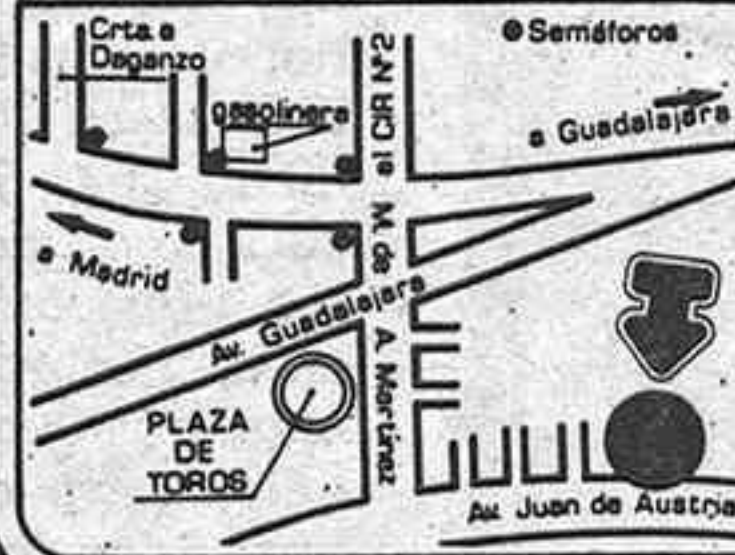 Crta a
Daganzo
Semáforos
gasolinera
al CIR Nº2
a Guadalajara
a Madrid
Av. Guadalajara
A. Martínez
M. de
PLAZA
DE
TOROS
Av. Juan de Austria